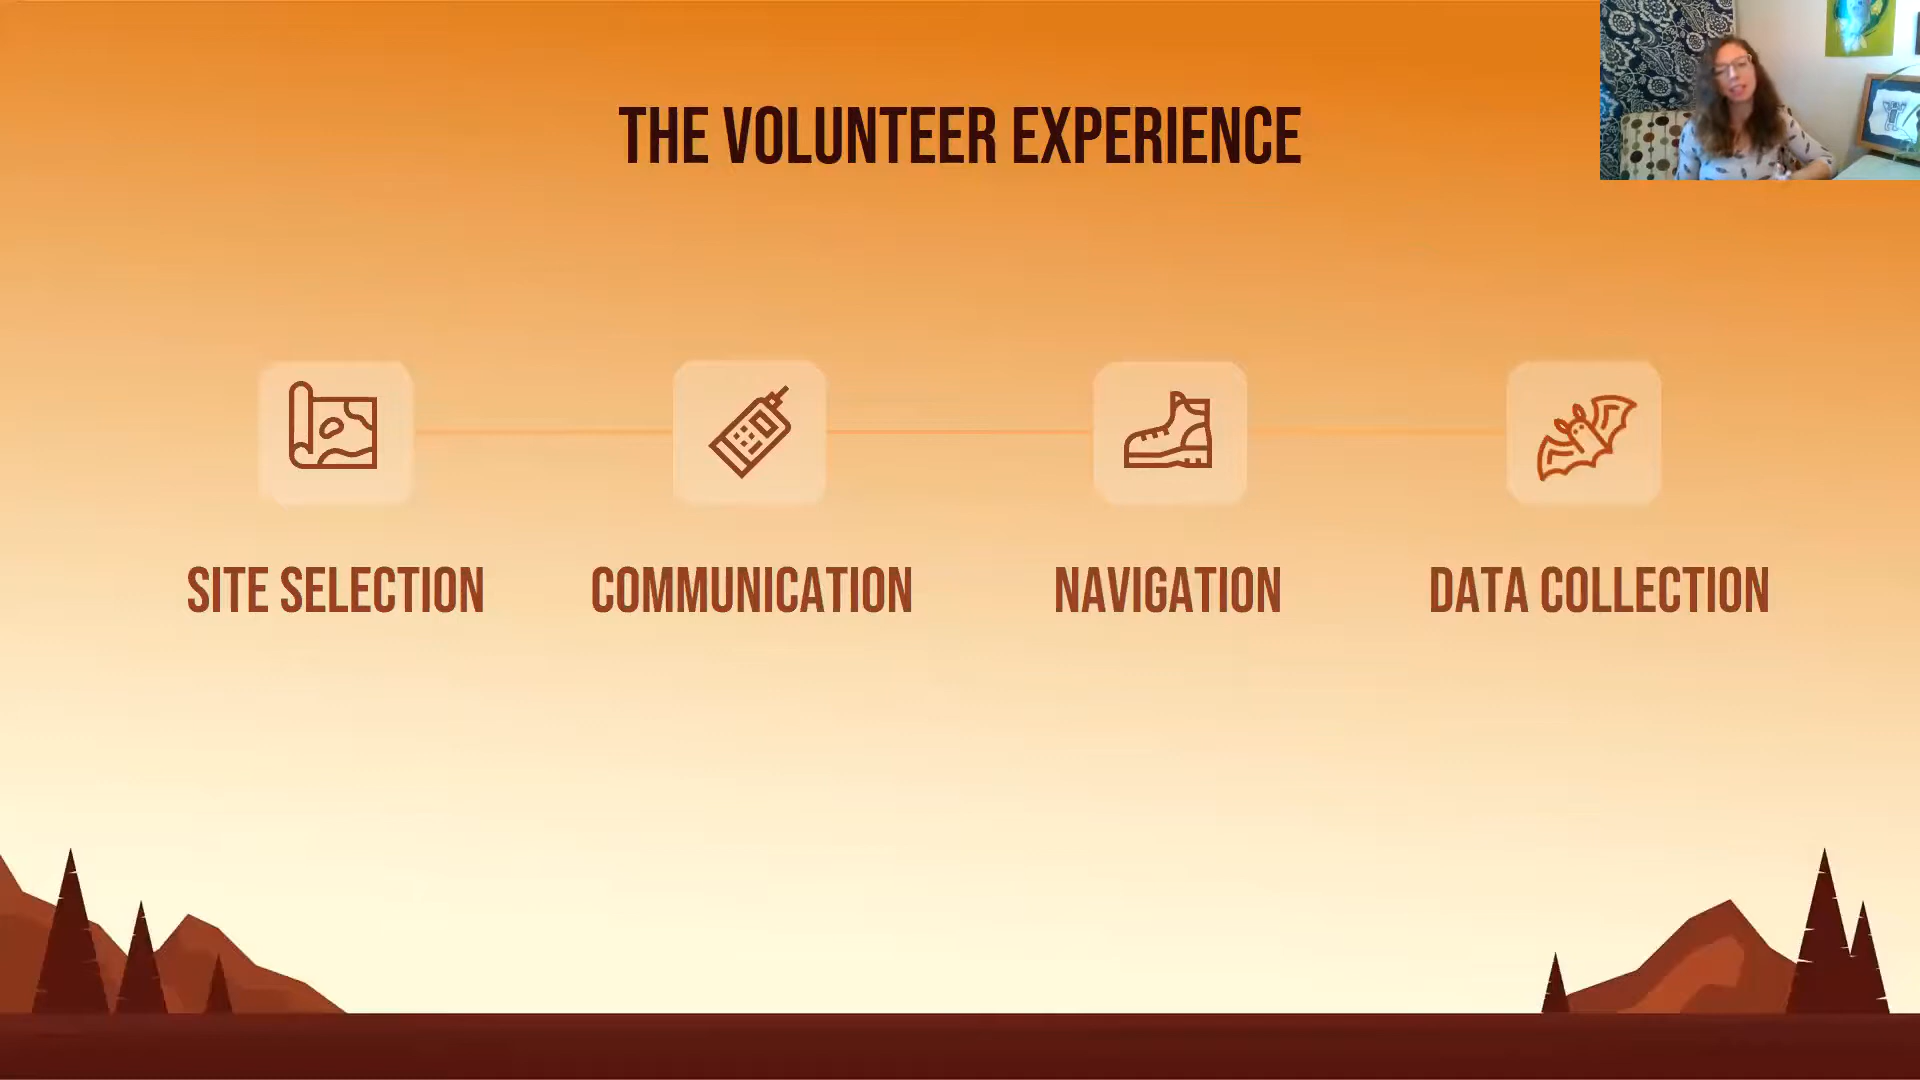 THE VOLUNTEER EXPERIENCE
SITE SELECTION
COMMUNICATION
NAVIGATION
DATA COLLECTION